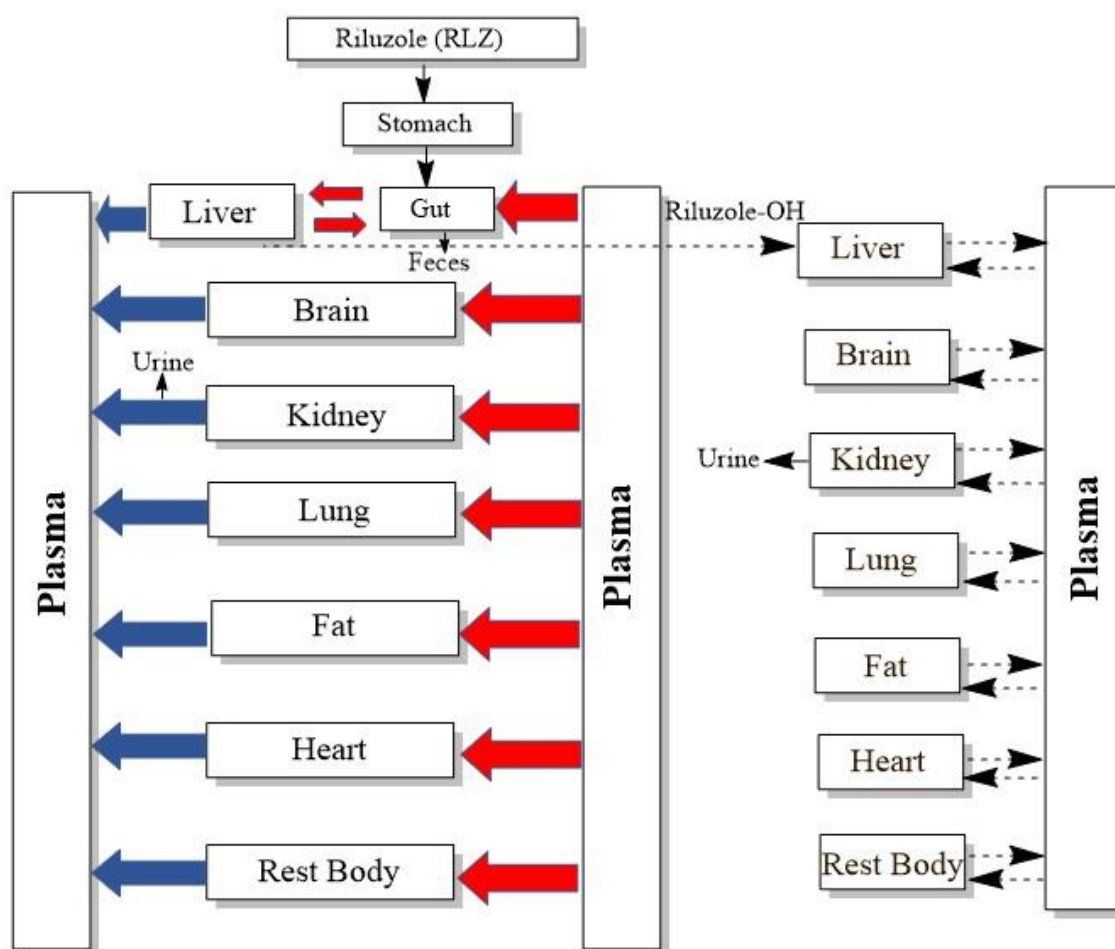 Riluzole (RLZ)
Stomach
Liver
Gut
Riluzole-OH
Liver
Feces
Brain
Brain
Urine
Kidney
Urine
Kidney
Lung
Lung
Fat
Fat
Heart
Heart
Rest Body
Rest Body
Plasma
Plasma
Plasma